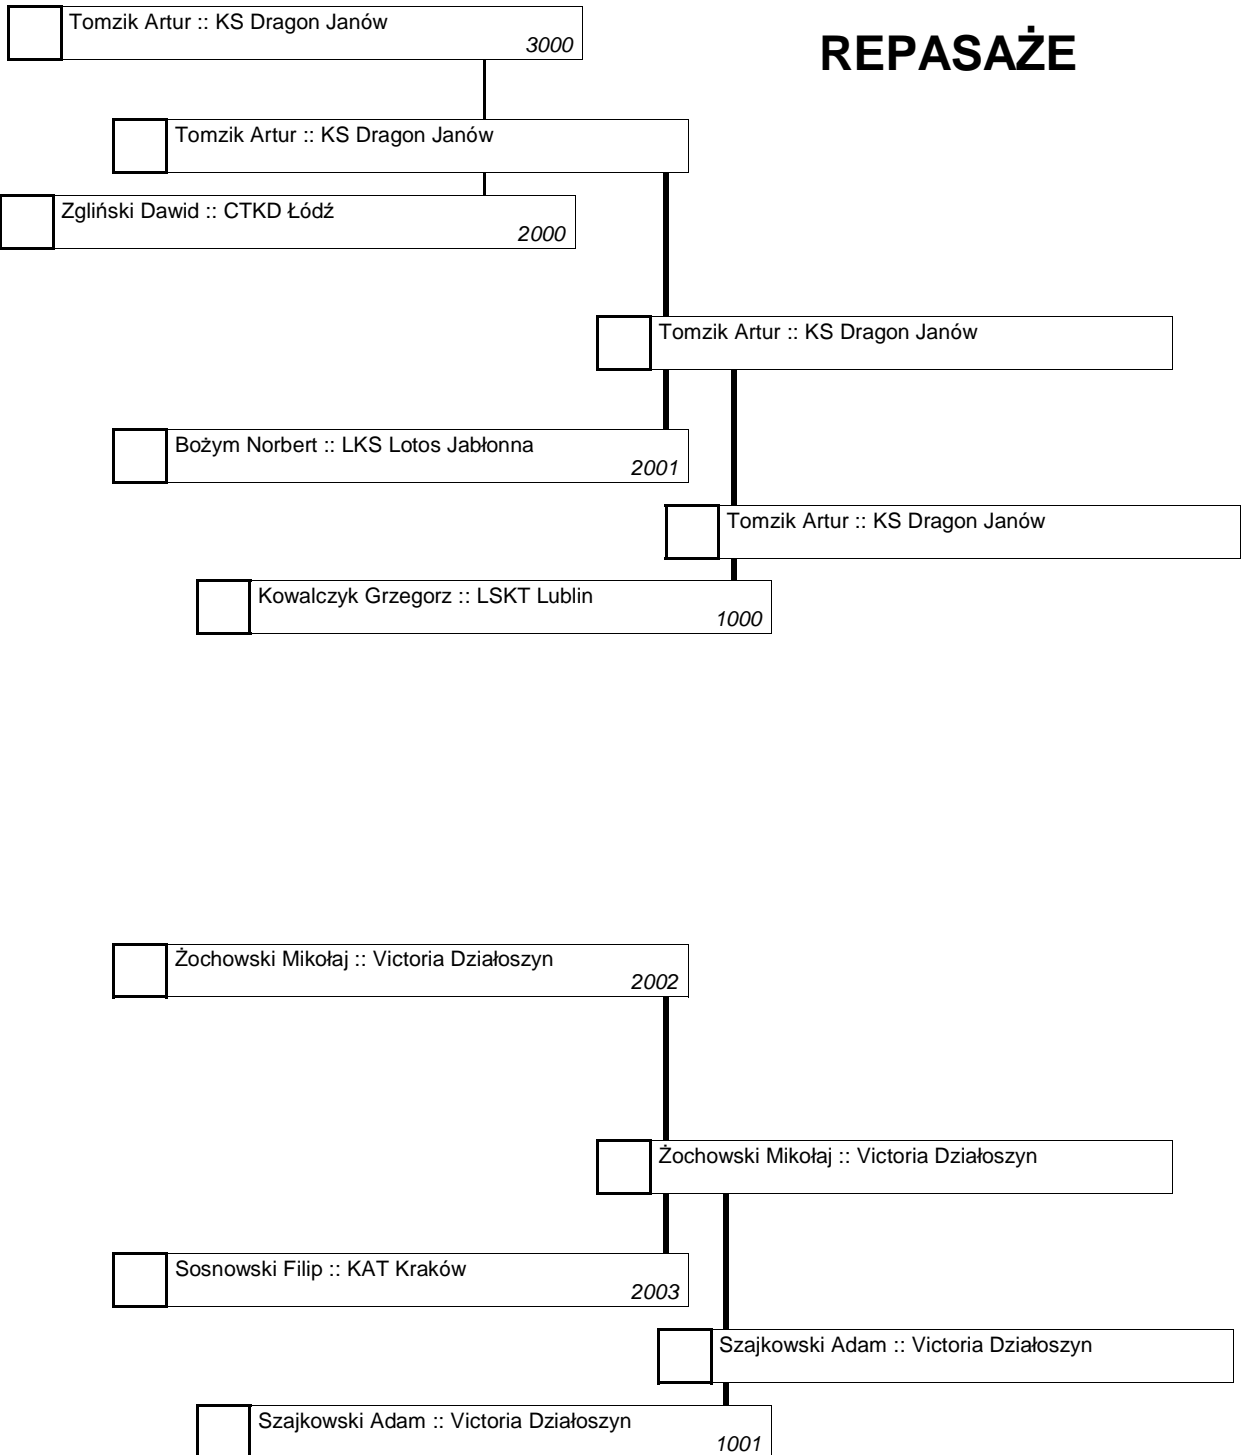 Tomzik Artur :: KS Dragon Janów
3000
REPASAŻE
Tomzik Artur :: KS Dragon Janów
Zgliński Dawid :: CTKD Łódź
2000
Tomzik Artur :: KS Dragon Janów
Bożym Norbert :: LKS Lotos Jabłonna
2001
Tomzik Artur :: KS Dragon Janów
Kowalczyk Grzegorz :: LSKT Lublin
1000
Żochowski Mikołaj :: Victoria Działoszyn
2002
Żochowski Mikołaj :: Victoria Działoszyn
Sosnowski Filip :: KAT Kraków
2003
Szajkowski Adam :: Victoria Działoszyn
Szajkowski Adam :: Victoria Działoszyn
1001